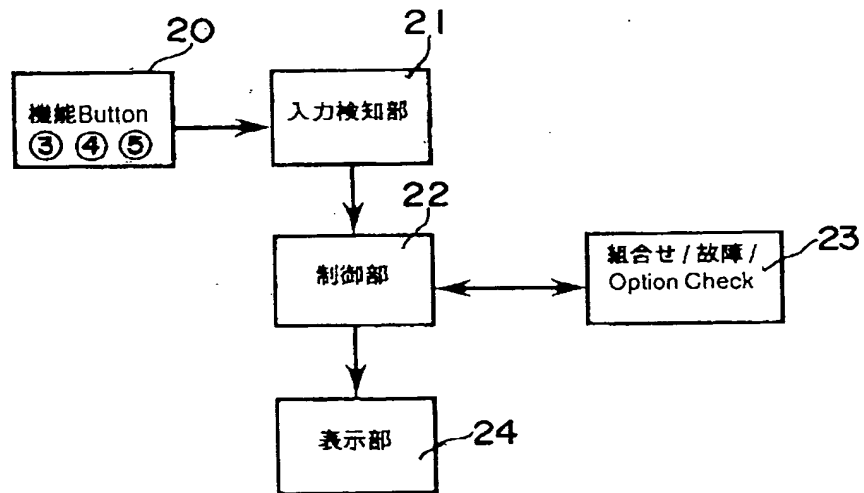 20
機能Button
③ ④ ⑤
21
入力検知部
22
制御部
23
組合せ / 故障 /
Option Check
表示部
24